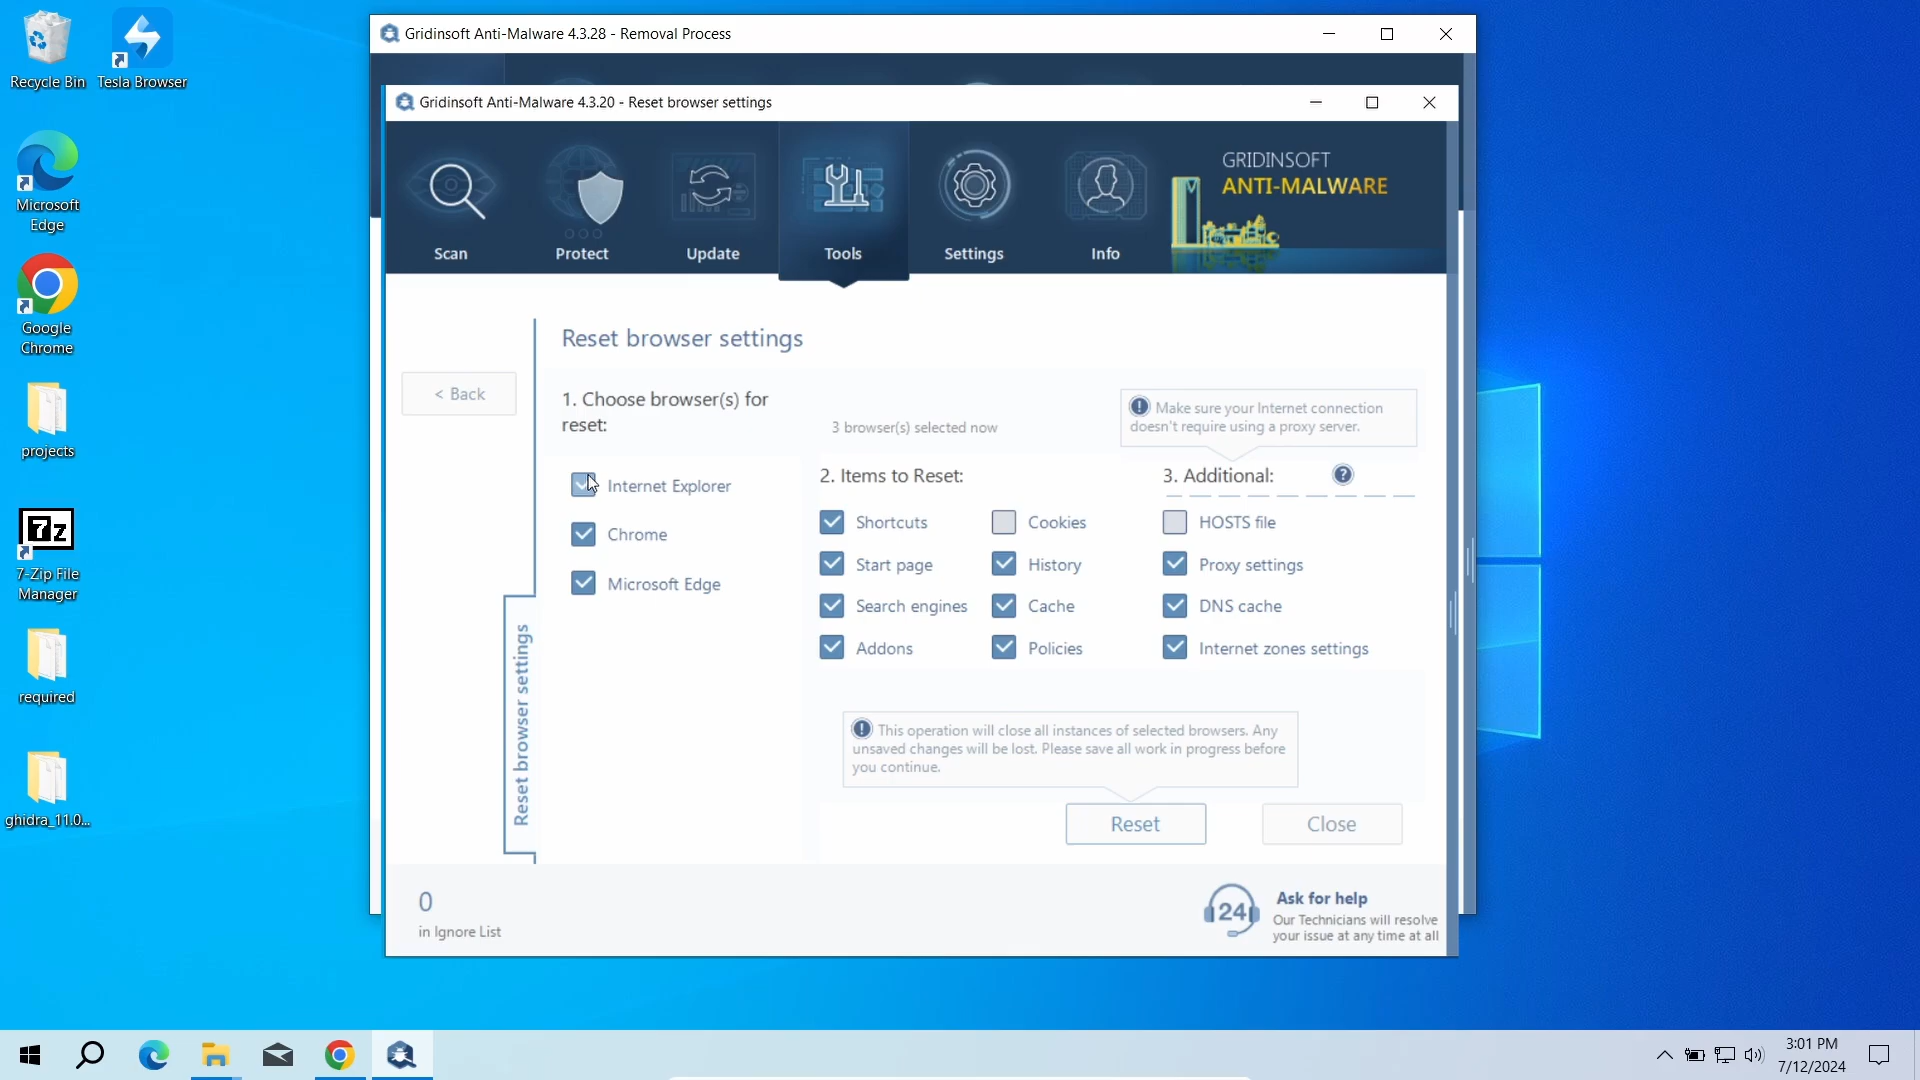 Recycle Bin
Tesla Browser
Microsoft
Edge
Google
Chrome
projects
7z
7-Zip File
Manager
required
ghidra_11.0...
Gridinsoft Anti-Malware 4.3.28 - Removal Process
Gridinsoft Anti-Malware 4.3.20 - Reset browser settings
Scan
Protect
Update
Tools
Settings
Info
GRIDINSOFT
ANTI-MALWARE
< Back
Reset browser settings
Reset browser settings
1. Choose browser(s) for
reset:
3 browser(s) selected now
Make sure your Internet connection
doesn't require using a proxy server.
Internet Explorer
Chrome
Microsoft Edge
2. Items to Reset:
Shortcuts
Cookies
Start page
History
Search engines
Cache
Addons
Policies
3. Additional:
?
HOSTS file
Proxy settings
DNS cache
Internet zones settings
This operation will close all instances of selected browsers. Any
unsaved changes will be lost. Please save all work in progress before
you continue.
Reset
Close
0
in Ignore List
24
Ask for help
Our Technicians will resolve
your issue at any time at all
3:01 PM
7/12/2024